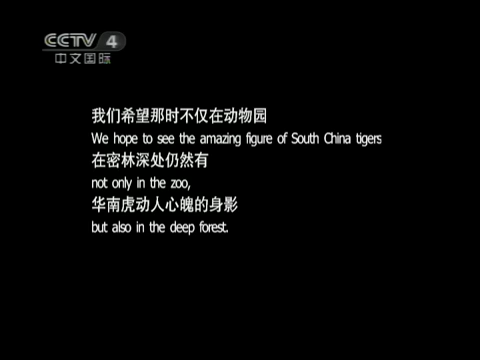 CCTV 4
中文国际
我们希望那时不仅在动物园
We hope to see the amazing figure of South China tigers
在密林深处仍然有
not only in the zoo,
华南虎动人心魄的身影
but also in the deep forest.